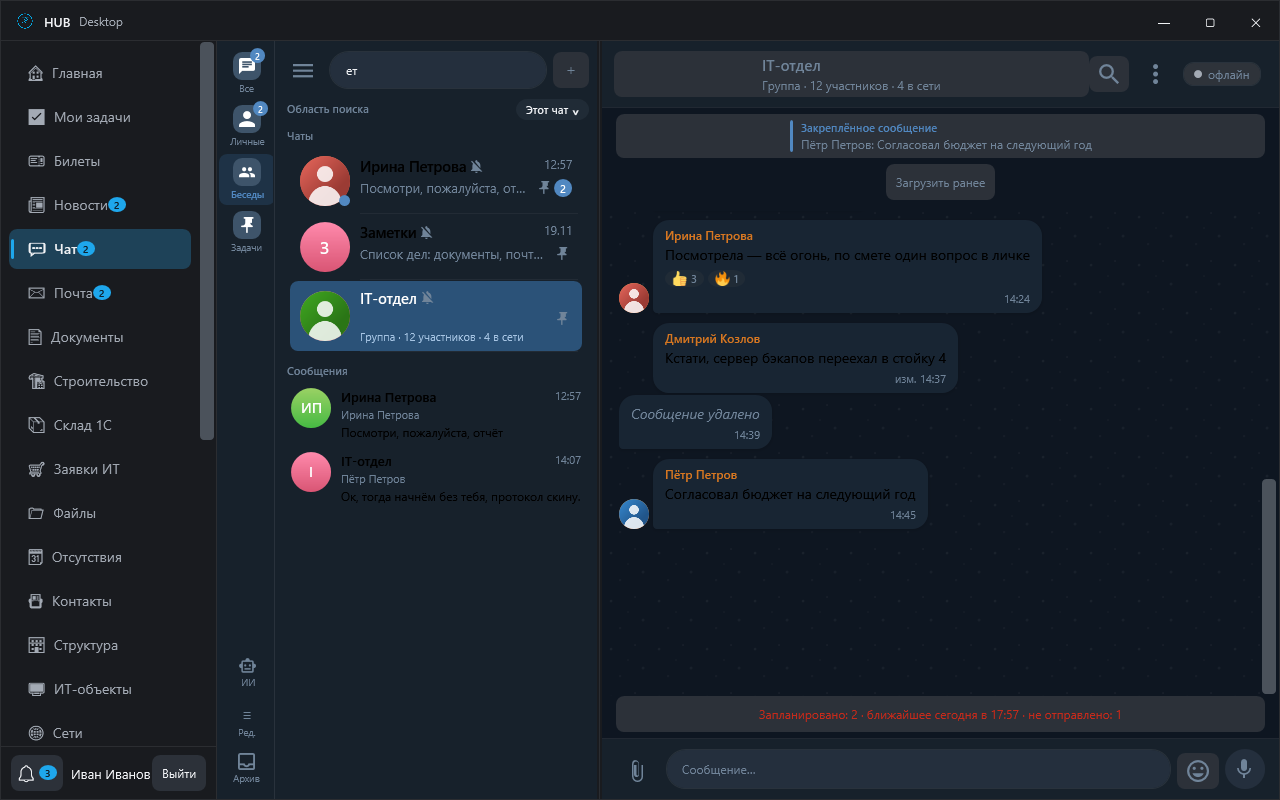 HUB Desktop
Главная
Мои задачи
Билеты
Новости 2
Чат 2
Почта 2
Документы
Строительство
Склад 1С
Заявки ИТ
Файлы
31 Отсутствия
Контакты
Структура
ИТ-объекты
Сети
3 Иван Иванов Выйти
2
Все
2
Личные
Беседы
Задачи
ИИ
Ред.
Архив
ет +
Область поиска Этот чат
Чаты
Ирина Петрова 12:57
Посмотри, пожалуйста, от... 2
З Заметки 19.11
Список дел: документы, почт...
IT-отдел
Группа · 12 участников · 4 в сети
Сообщения
ИП Ирина Петрова 12:57
Ирина Петрова
Посмотри, пожалуйста, отчёт
I IT-отдел 14:07
Пётр Петров
Ок, тогда начнём без тебя, протокол скину.
IT-отдел
Группа · 12 участников · 4 в сети
офлайн
Закреплённое сообщение
Пётр Петров: Согласовал бюджет на следующий год
Загрузить ранее
Ирина Петрова
Посмотрела — всё огонь, по смете один вопрос в личке
👍 3 🔥 1
14:24
Дмитрий Козлов
Кстати, сервер бэкапов переехал в стойку 4
изм. 14:37
Сообщение удалено
14:39
Пётр Петров
Согласовал бюджет на следующий год
14:45
Запланировано: 2 · ближайшее сегодня в 17:57 · не отправлено: 1
Сообщение...